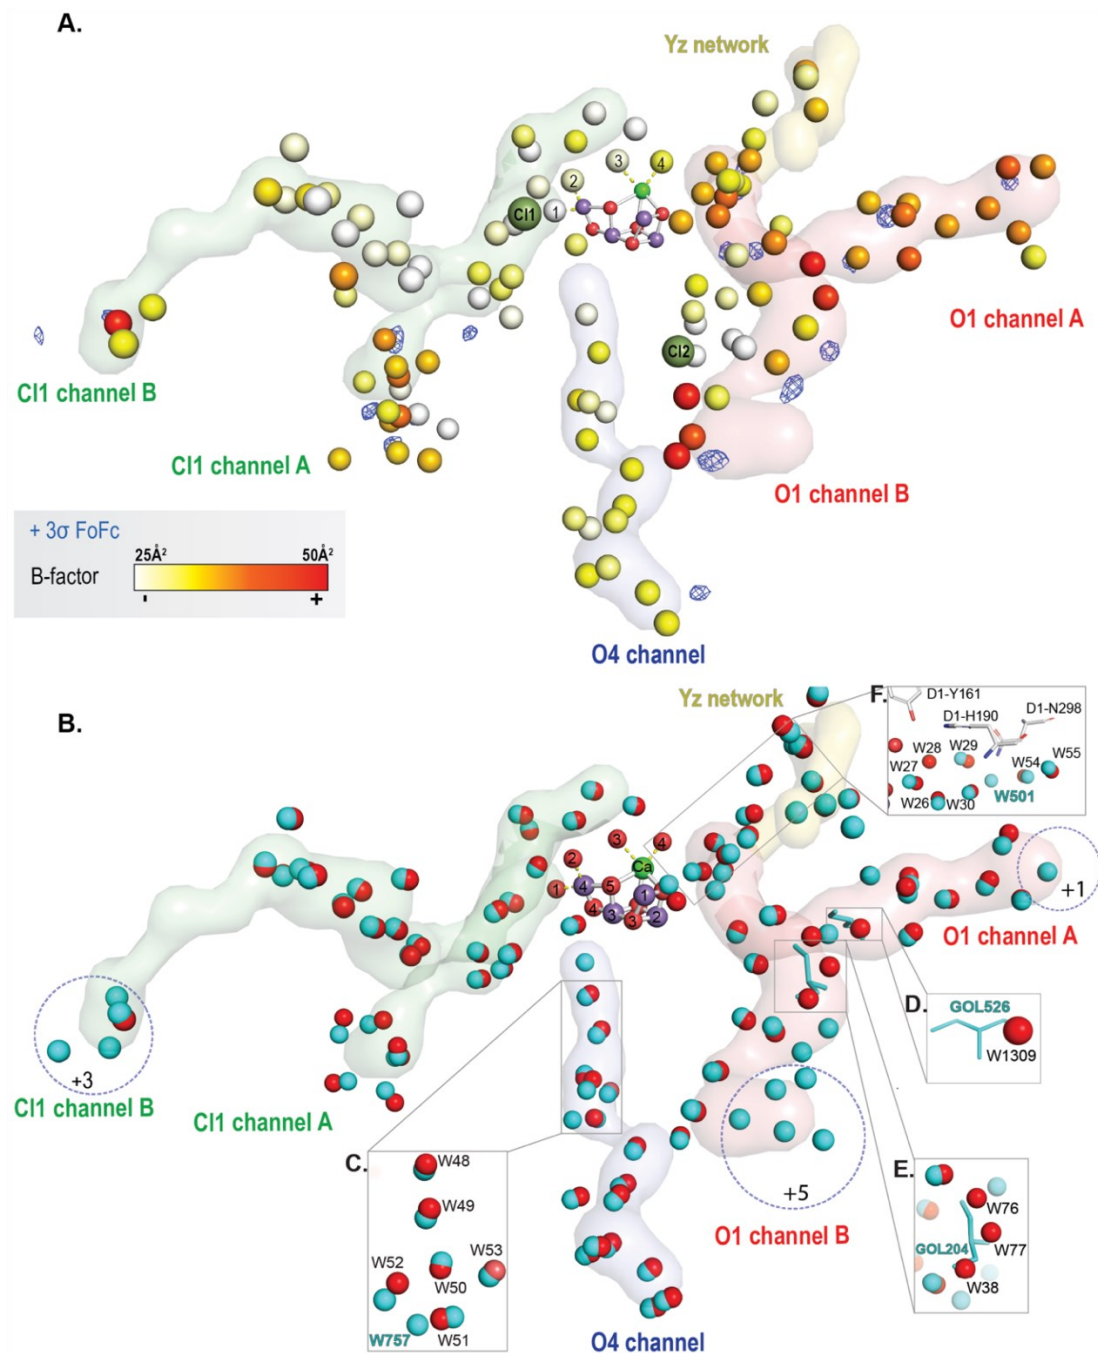 A.
Yz network
3
4
2
Cl1
1
O1 channel A
Cl2
Cl1 channel B
Cl1 channel A
O1 channel B
+ 3σ FoFc
25Å²
50Å²
B-factor
-
+
O4 channel
B.
Yz network
F.
D1-Y161
D1-H190
D1-N298
W28
W29
W27
W54
W55
W26
W30
W501
3
4
2
Ca
1
4
5
1
4
3
3
2
+1
O1 channel A
D.
GOL526
W1309
+3
Cl1 channel B
Cl1 channel A
C.
W48
W49
W52
W53
W50
W757
W51
+5
O1 channel B
E.
W76
W77
GOL204
W38
O4 channel